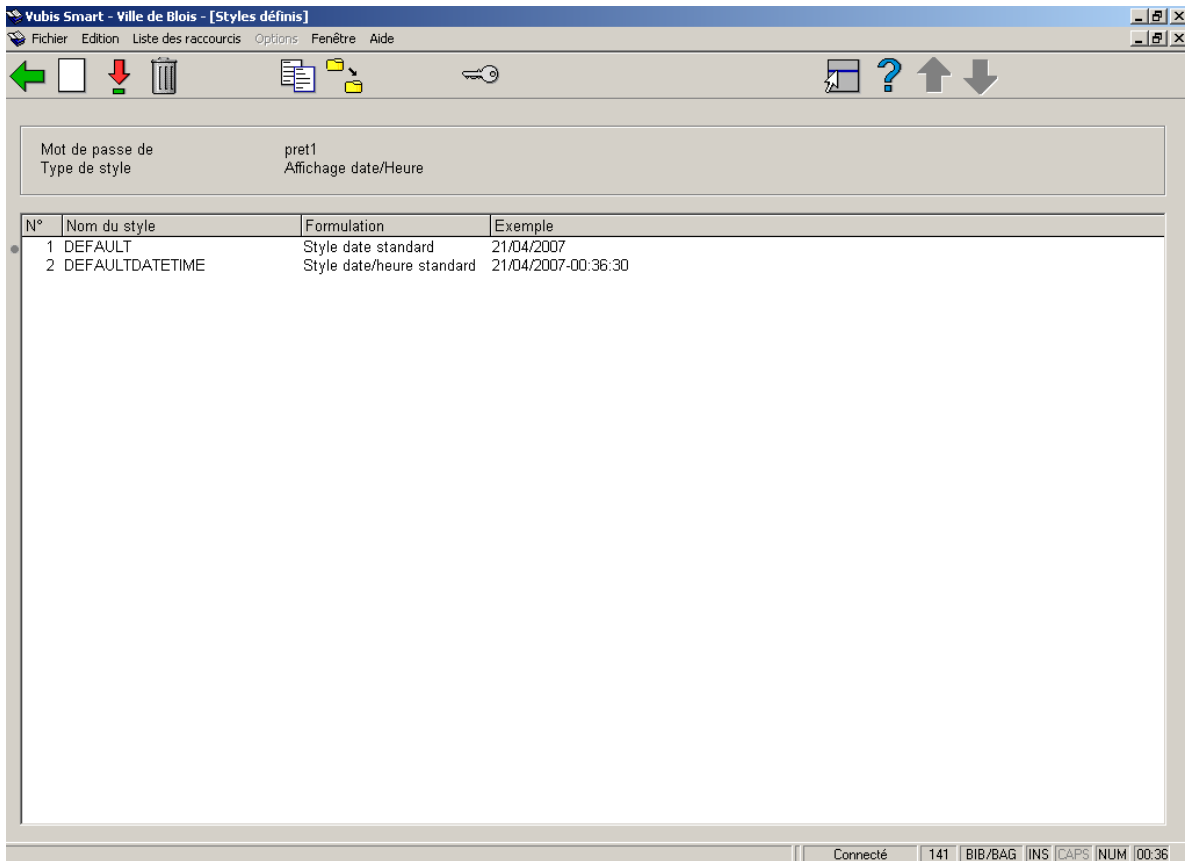 Vubis Smart - Ville de Blois - [Styles définis]
Fichier Edition Liste des raccourcis Options Fenêtre Aide
Mot de passe de pret1
Type de style Affichage date/Heure
N° Nom du style Formulation Exemple
1 DEFAULT Style date standard 21/04/2007
2 DEFAULTDATETIME Style date/heure standard 21/04/2007-00:36:30
Connecté 141 BIB/BAG INS CAPS NUM 00:36